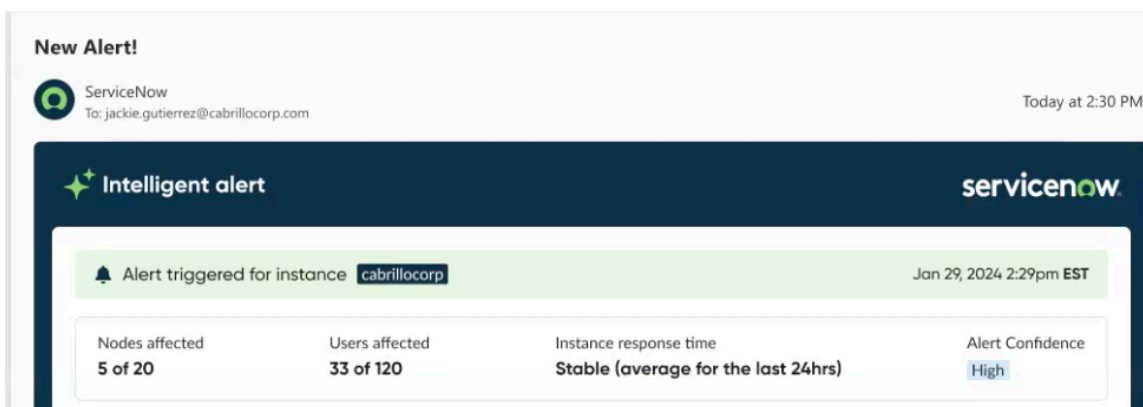 New Alert!
ServiceNow
To: jackie.gutierrez@cabrillocorp.com
Today at 2:30 PM
Intelligent alert
servicenow.
Alert triggered for instance cabrillocorp
Jan 29, 2024 2:29pm EST
Nodes affected Users affected Instance response time Alert Confidence
5 of 20 33 of 120 Stable (average for the last 24hrs) High